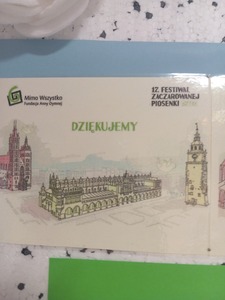 Mimo Wszystko
Fundacja Anny Dymnej
17. FESTIWAL
ZACZAROWANEJ
PIOSENKI
DZIĘKUJEMY